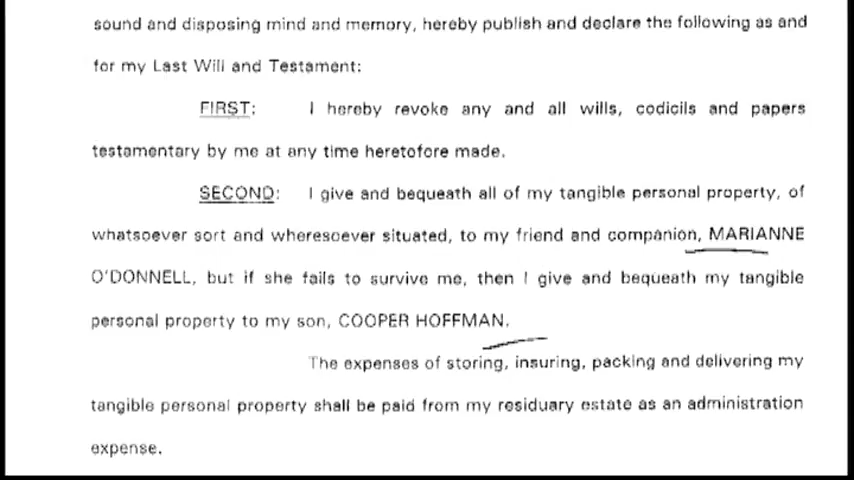 sound and disposing mind and memory, hereby publish and declare the following as and
for my Last Will and Testament:
FIRST: I hereby revoke any and all wills, codicils and papers
testamentary by me at any time heretofore made.
SECOND: I give and bequeath all of my tangible personal property, of
whatsoever sort and wheresoever situated, to my friend and companion, MARIANNE
O'DONNELL, but if she fails to survive me, then I give and bequeath my tangible
personal property to my son, COOPER HOFFMAN.
The expenses of storing, insuring, packing and delivering my
tangible personal property shall be paid from my residuary estate as an administration
expense.